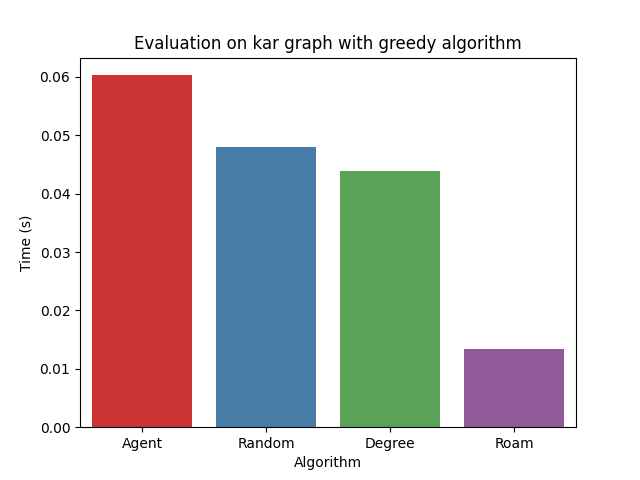 Evaluation on kar graph with greedy algorithm
0.06
0.05
0.04
0.03
0.02
0.01
0.00
Time (s)
Agent Random Degree Roam
Algorithm